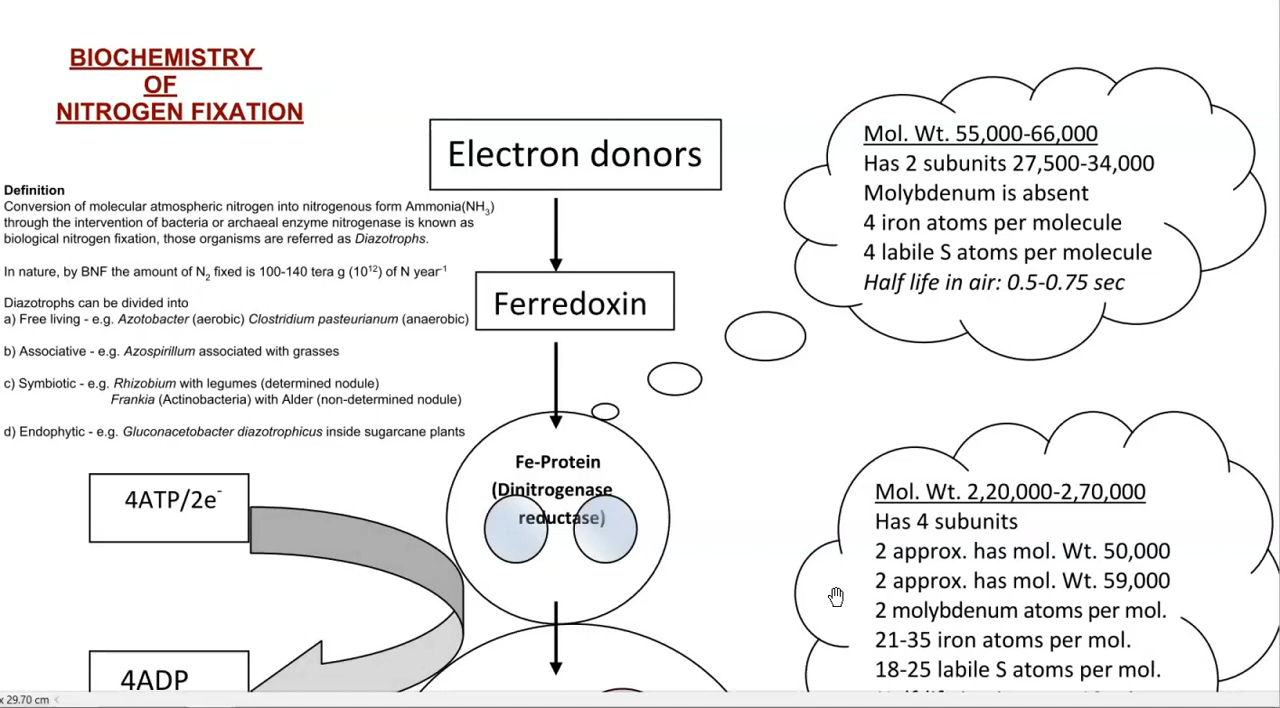 BIOCHEMISTRY
OF
NITROGEN FIXATION
Definition
Conversion of molecular atmospheric nitrogen into nitrogenous form Ammonia(NH₃)
through the intervention of bacteria or archaeal enzyme nitrogenase is known as
biological nitrogen fixation, those organisms are referred as Diazotrophs.
In nature, by BNF the amount of N₂ fixed is 100-140 tera g (10¹²) of N year⁻¹
Diazotrophs can be divided into
a) Free living - e.g. Azotobacter (aerobic) Clostridium pasteurianum (anaerobic)
b) Associative - e.g. Azospirillum associated with grasses
c) Symbiotic - e.g. Rhizobium with legumes (determined nodule)
Frankia (Actinobacteria) with Alder (non-determined nodule)
d) Endophytic - e.g. Gluconacetobacter diazotrophicus inside sugarcane plants
Electron donors
Ferredoxin
Fe-Protein
(Dinitrogenase
reductase)
4ATP/2e⁻
4ADP
Mol. Wt. 55,000-66,000
Has 2 subunits 27,500-34,000
Molybdenum is absent
4 iron atoms per molecule
4 labile S atoms per molecule
Half life in air: 0.5-0.75 sec
Mol. Wt. 2,20,000-2,70,000
Has 4 subunits
2 approx. has mol. Wt. 50,000
2 approx. has mol. Wt. 59,000
2 molybdenum atoms per mol.
21-35 iron atoms per mol.
18-25 labile S atoms per mol.
x 29.70 cm